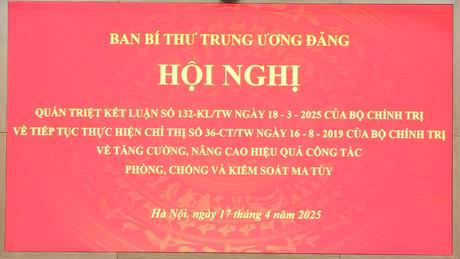 BAN BÍ THƯ TRUNG ƯƠNG ĐẢNG
HỘI NGHỊ
QUÁN TRIỆT KẾT LUẬN SỐ 132-KL/TW NGÀY 18 - 3 - 2025 CỦA BỘ CHÍNH TRỊ
VỀ TIẾP TỤC THỰC HIỆN CHỈ THỊ SỐ 36-CT/TW NGÀY 16 - 8 - 2019 CỦA BỘ CHÍNH TRỊ
VỀ TĂNG CƯỜNG, NÂNG CAO HIỆU QUẢ CÔNG TÁC
PHÒNG, CHỐNG VÀ KIỂM SOÁT MA TÚY
Hà Nội, ngày 17 tháng 4 năm 2025